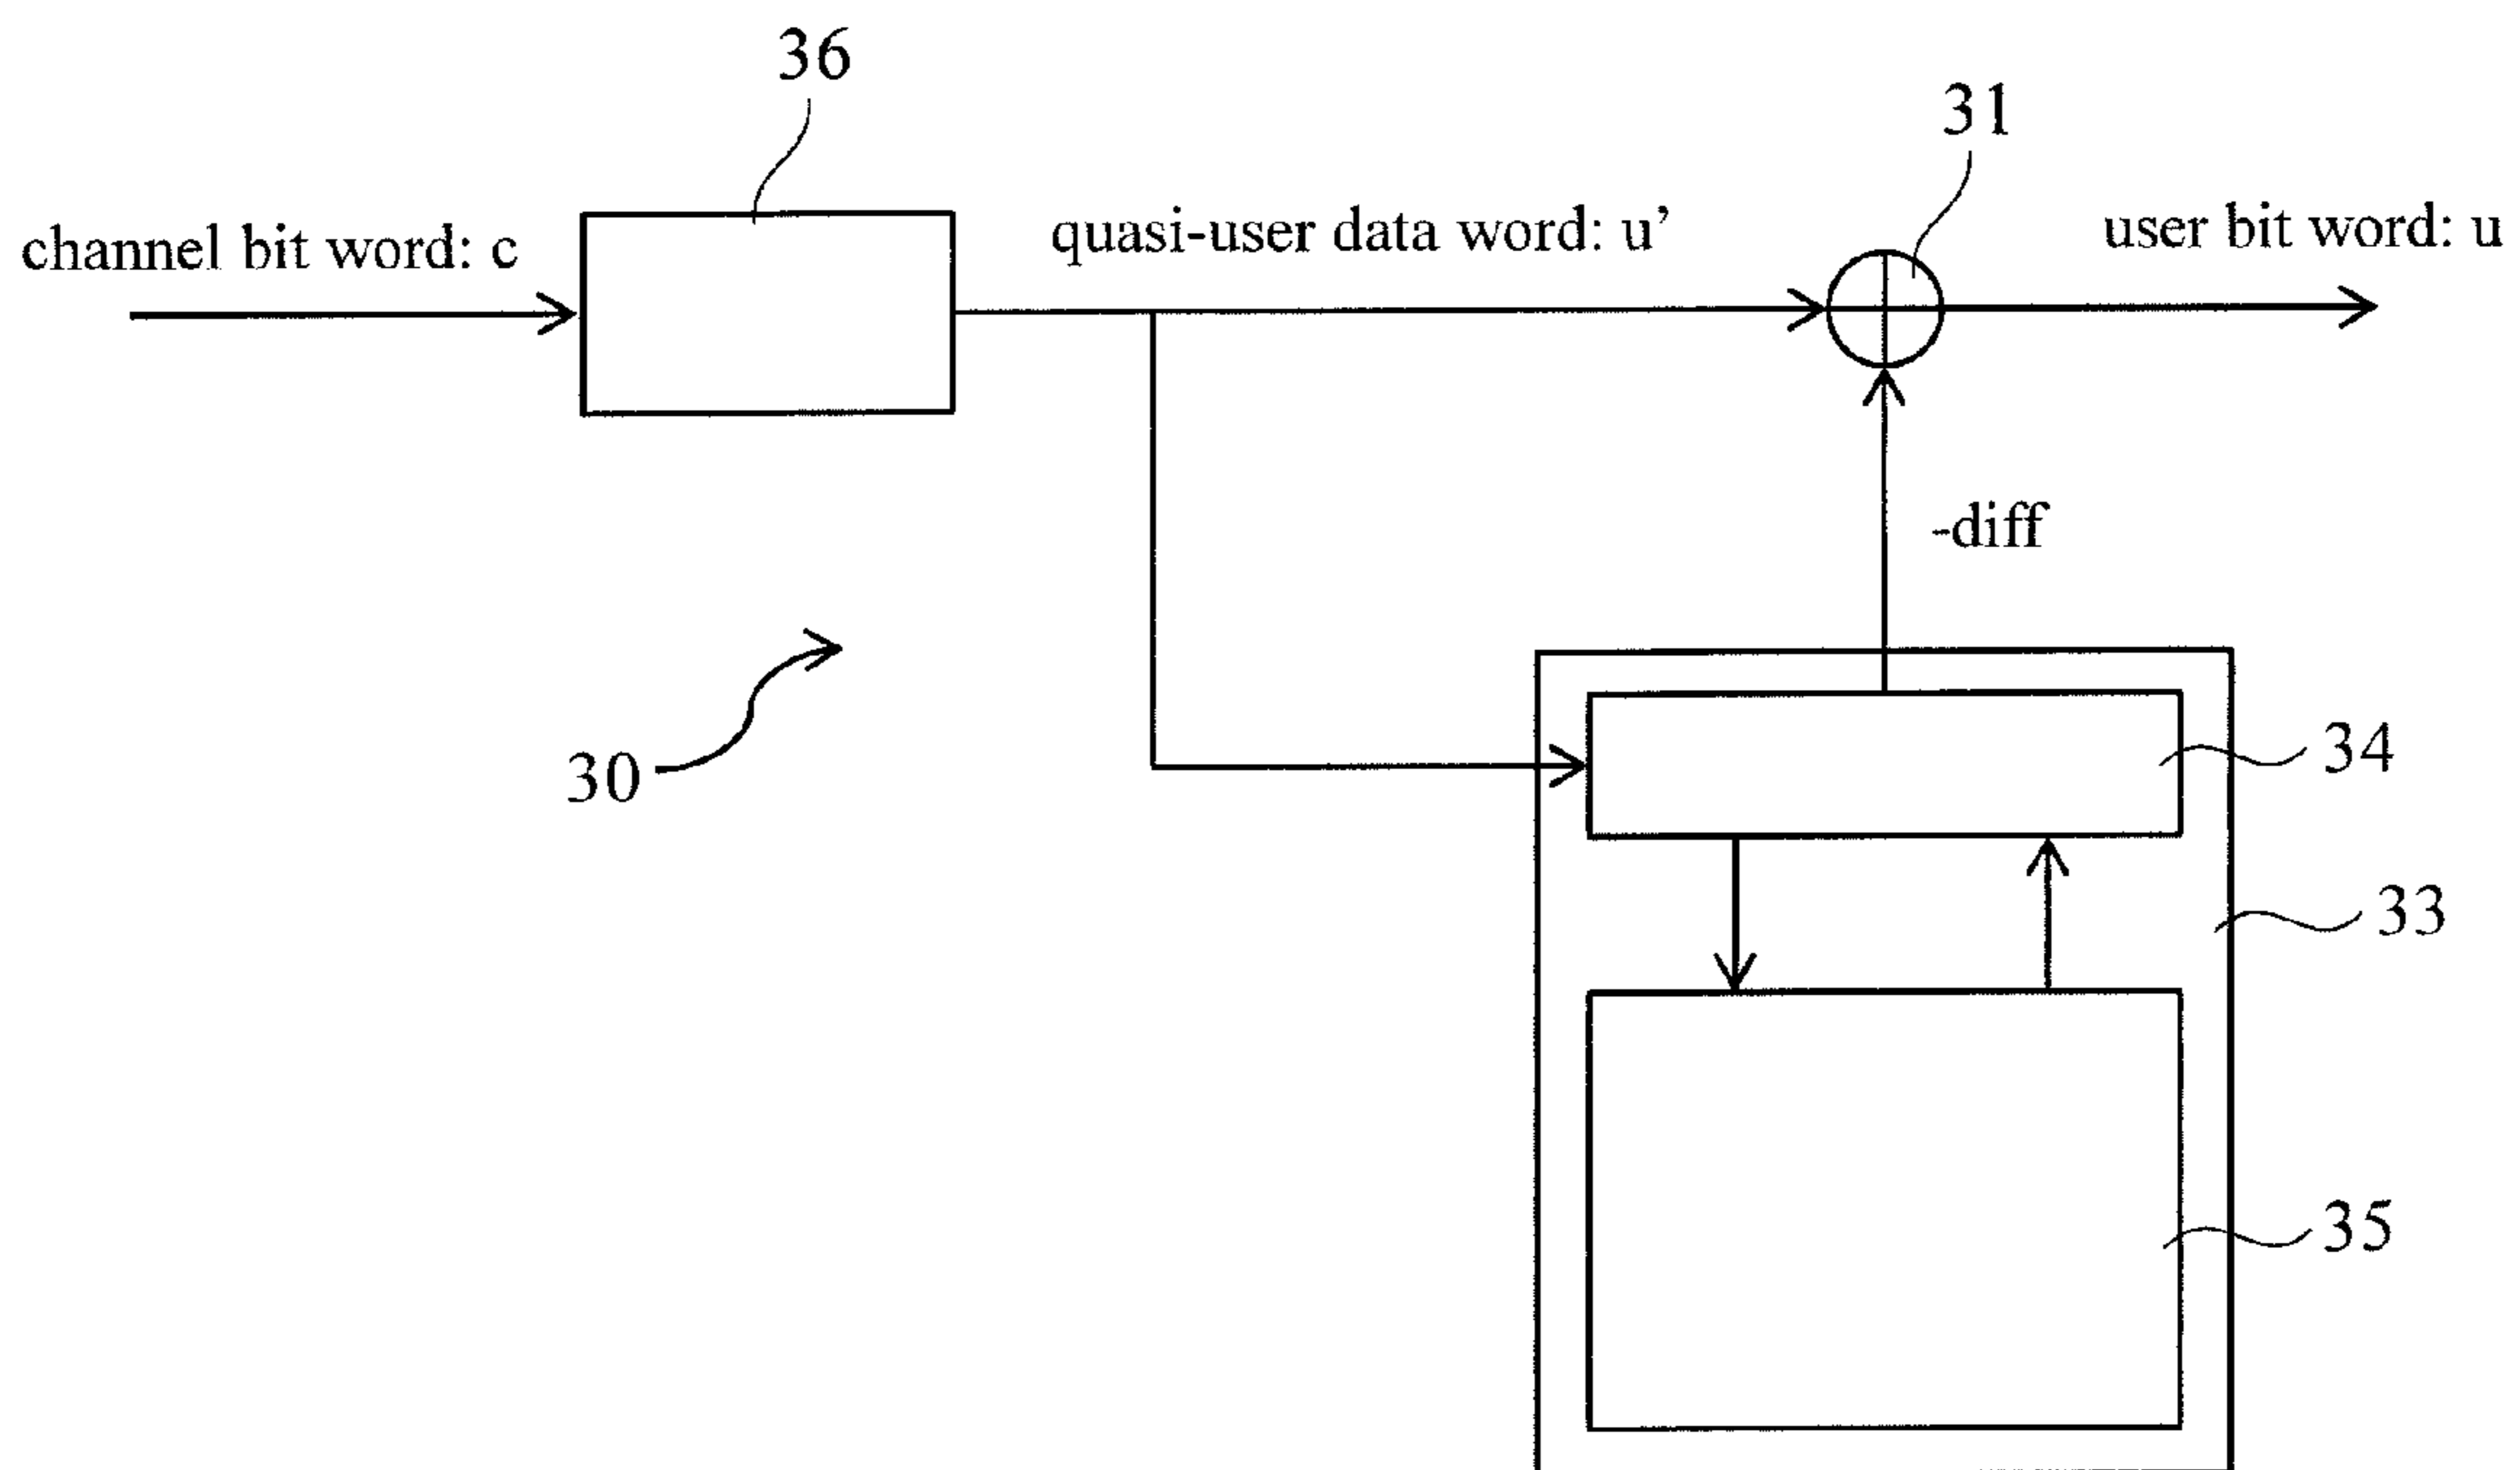 36
31
channel bit word: c
quasi-user data word: u’
user bit word: u
-diff
30
34
33
35